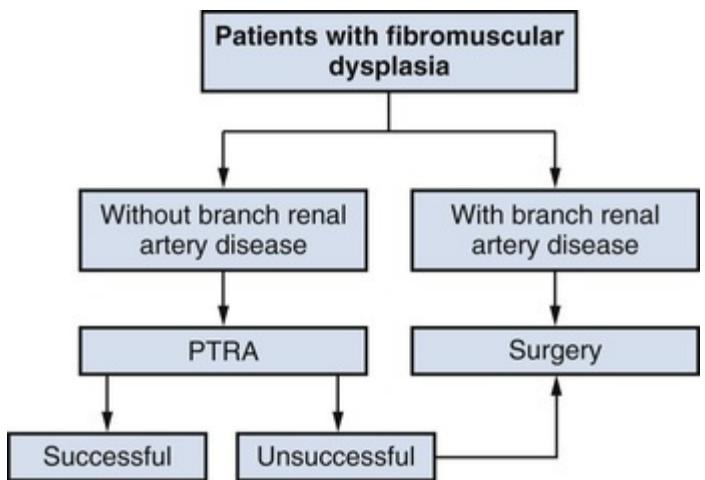 Patients with fibromuscular
dysplasia
Without branch renal
artery disease
With branch renal
artery disease
PTRA
Surgery
Successful
Unsuccessful